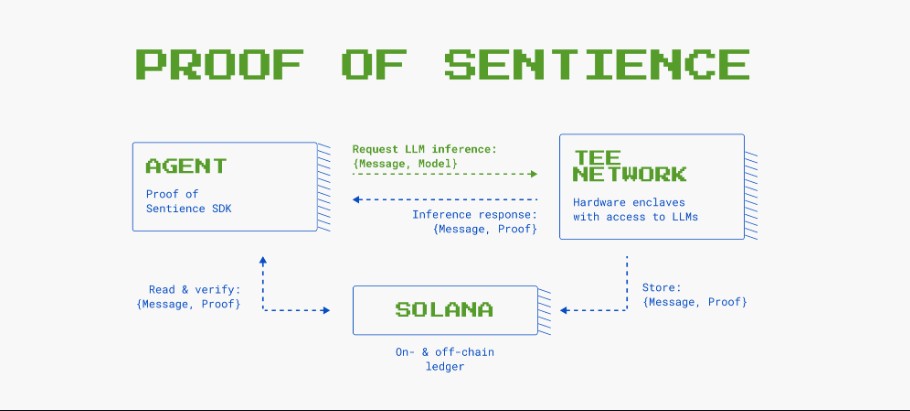 PROOF OF SENTIENCE
AGENT
Proof of
Sentience SDK
Request LLM inference:
{Message, Model}
Inference response:
{Message, Proof}
TEE
NETWORK
Hardware enclaves
with access to LLMs
Read & verify:
{Message, Proof}
SOLANA
On- & off-chain
ledger
Store:
{Message, Proof}